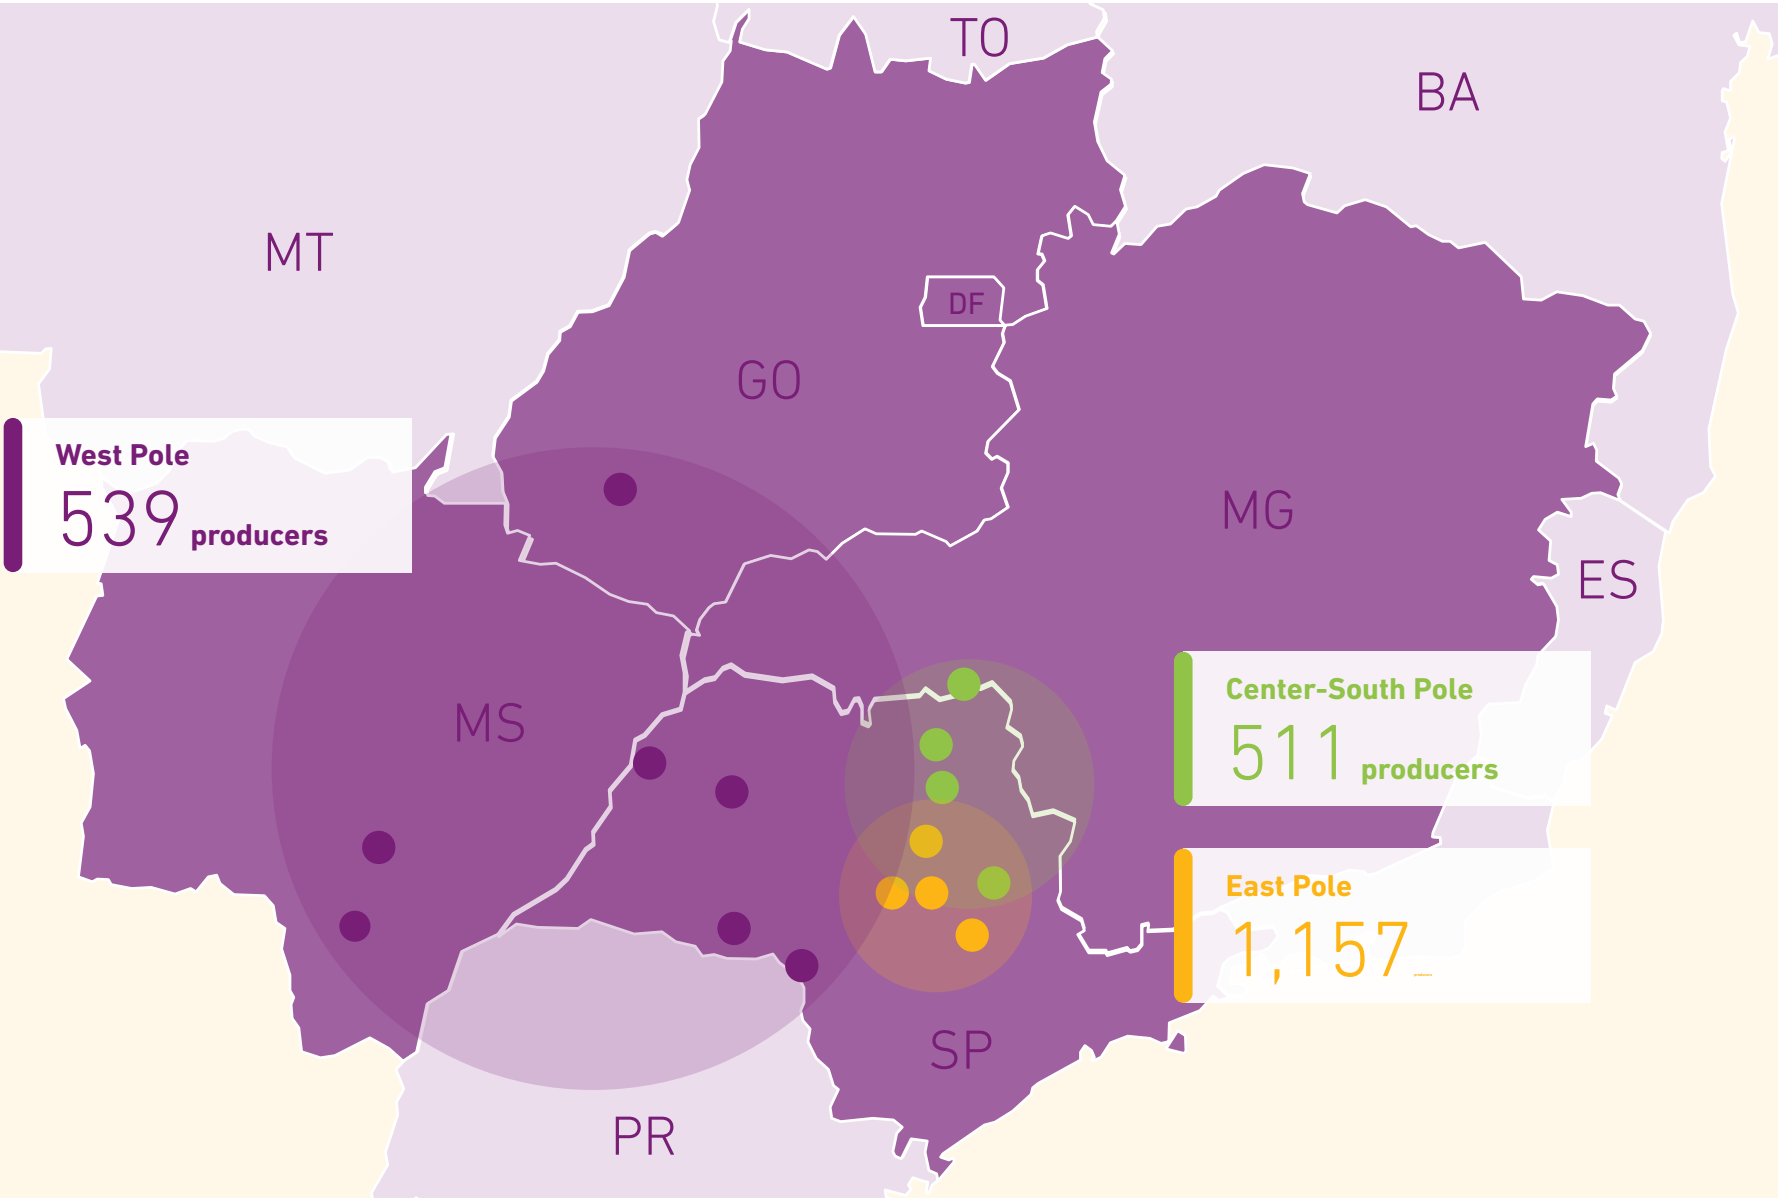 TO
BA
MT
DF
GO
West Pole
539 producers
MG
ES
Center-South Pole
511 producers
MS
East Pole
1,157
SP
PR